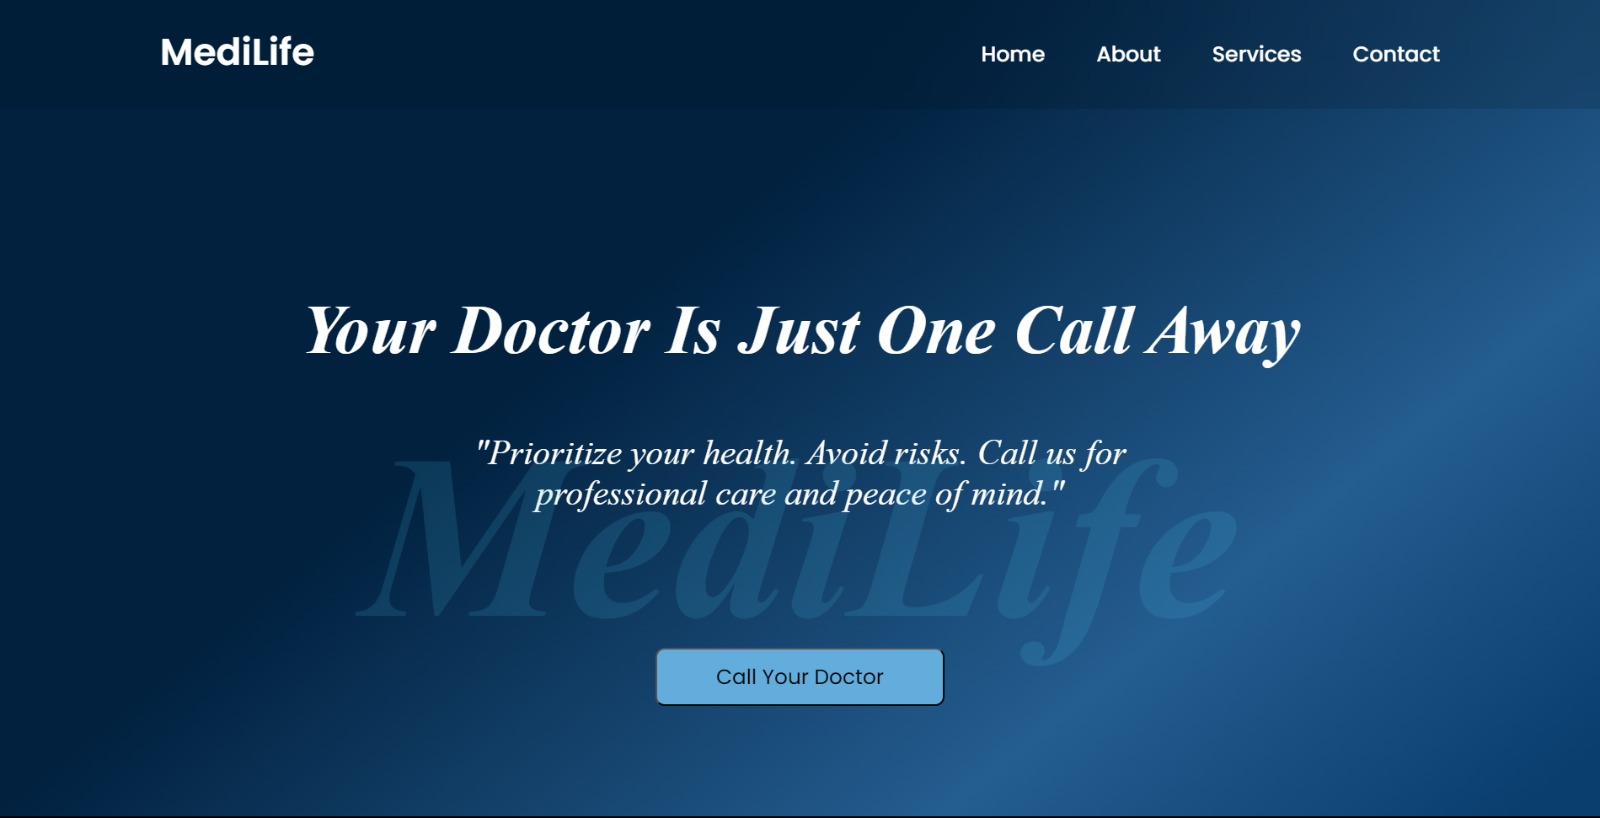 MediLife
Home About Services Contact
Your Doctor Is Just One Call Away
"Prioritize your health. Avoid risks. Call us for
professional care and peace of mind."
MediLife
Call Your Doctor